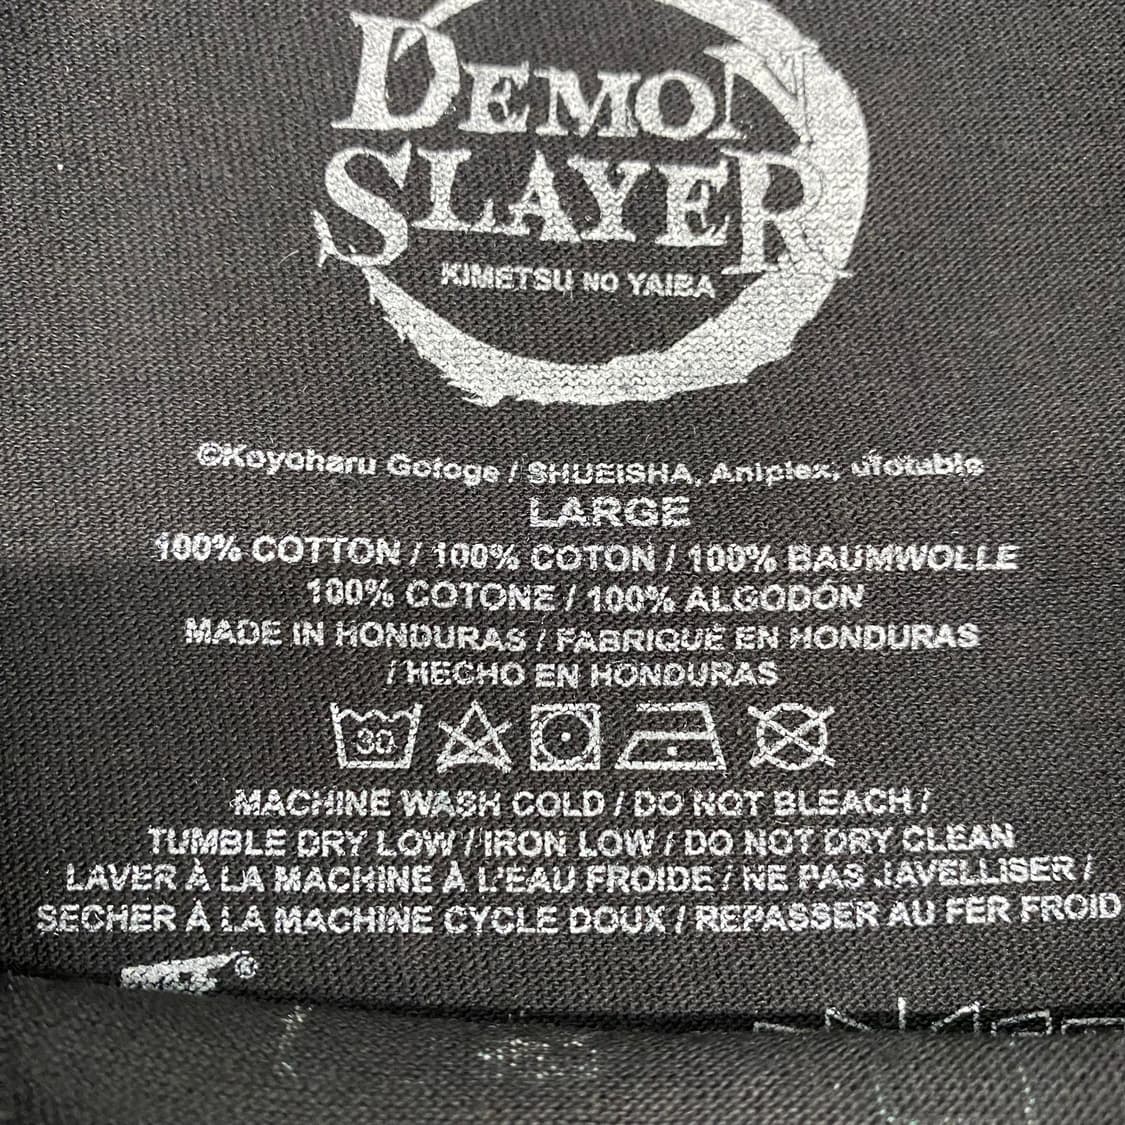 DEMON
SLAYER
KIMETSU NO YAIBA
©Koyoharu Gotoge / SHUEISHA, Aniplex, ufotable
LARGE
100% COTTON / 100% COTON / 100% BAUMWOLLE
100% COTONE / 100% ALGODÓN
MADE IN HONDURAS / FABRIQUÉ EN HONDURAS
/ HECHO EN HONDURAS
30
MACHINE WASH COLD / DO NOT BLEACH /
TUMBLE DRY LOW / IRON LOW / DO NOT DRY CLEAN
LAVER À LA MACHINE À L'EAU FROIDE / NE PAS JAVELLISER /
SECHER À LA MACHINE CYCLE DOUX / REPASSER AU FER FROID
®